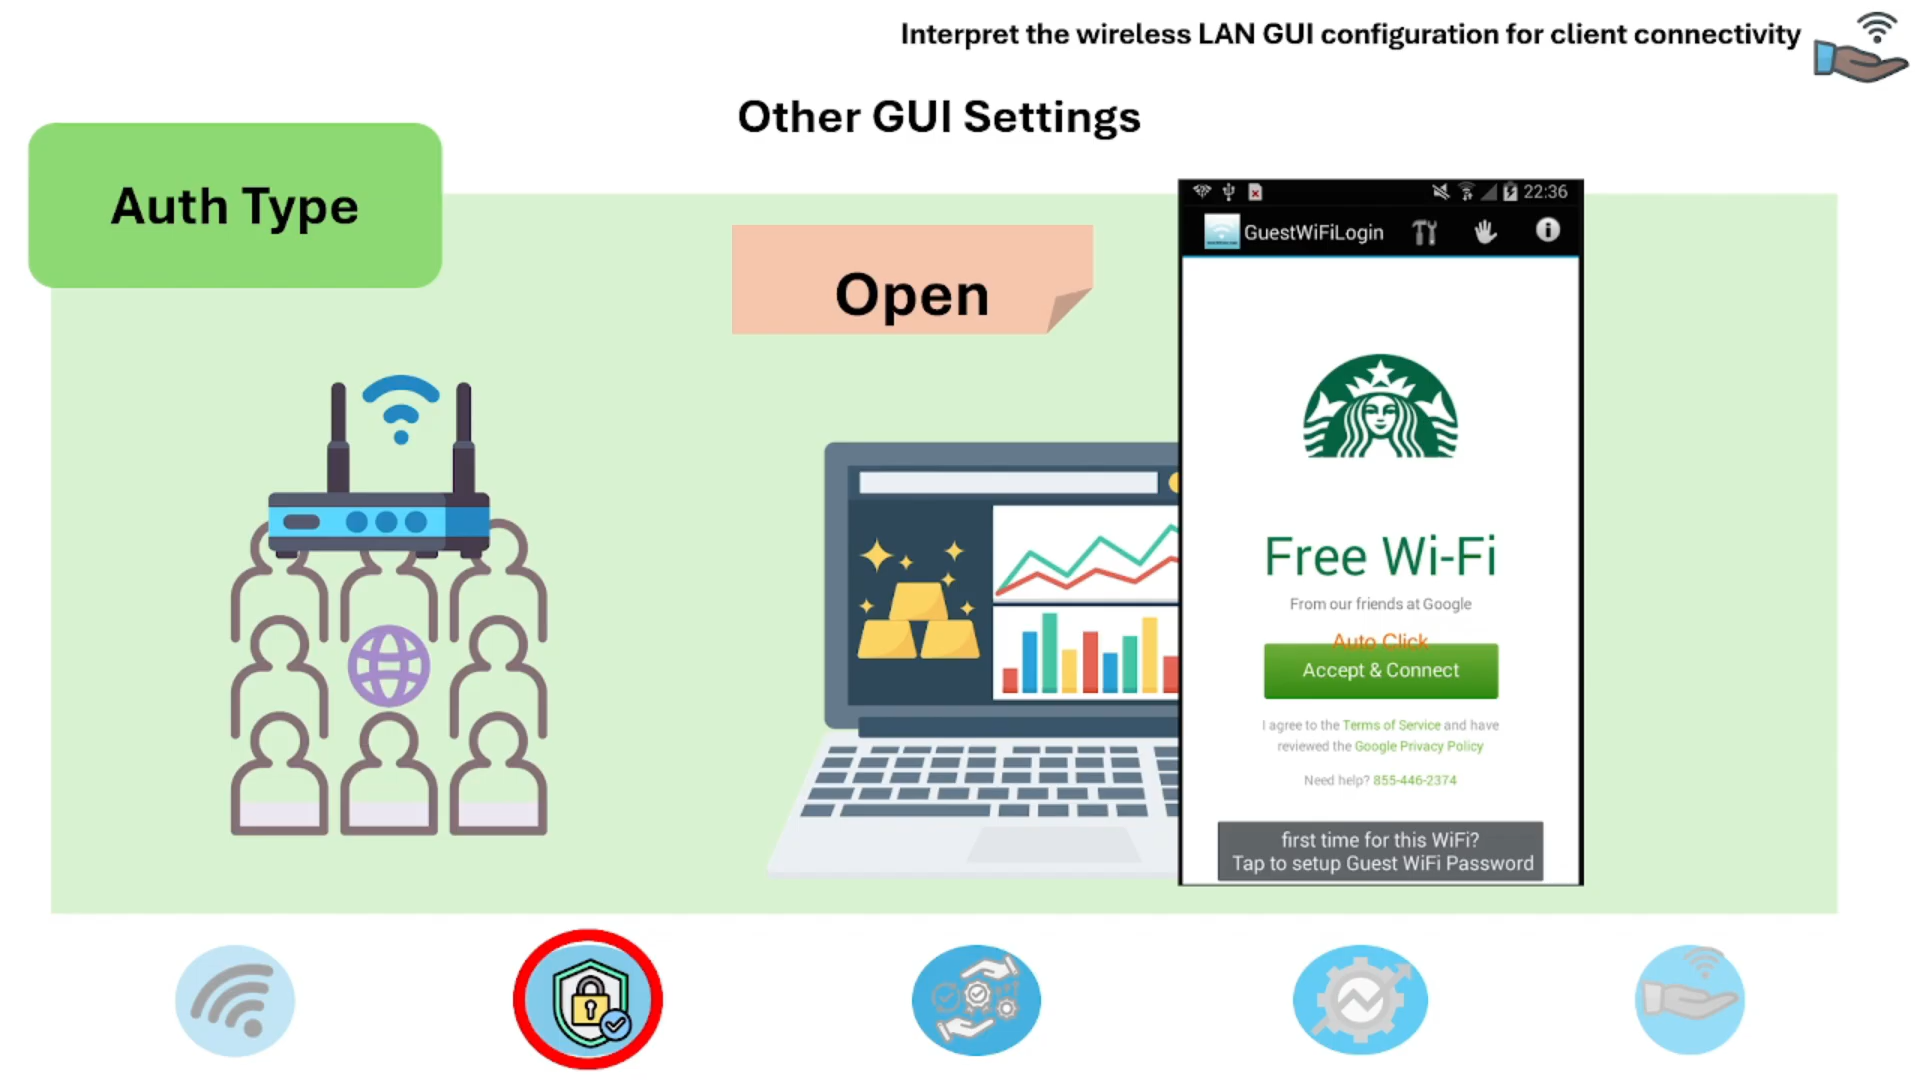 Interpret the wireless LAN GUI configuration for client connectivity
Other GUI Settings
Auth Type
Open
22:36
GuestWiFiLogin
Free Wi-Fi
From our friends at Google
Auto Click
Accept & Connect
I agree to the Terms of Service and have
reviewed the Google Privacy Policy
Need help? 855-446-2374
first time for this WiFi?
Tap to setup Guest WiFi Password